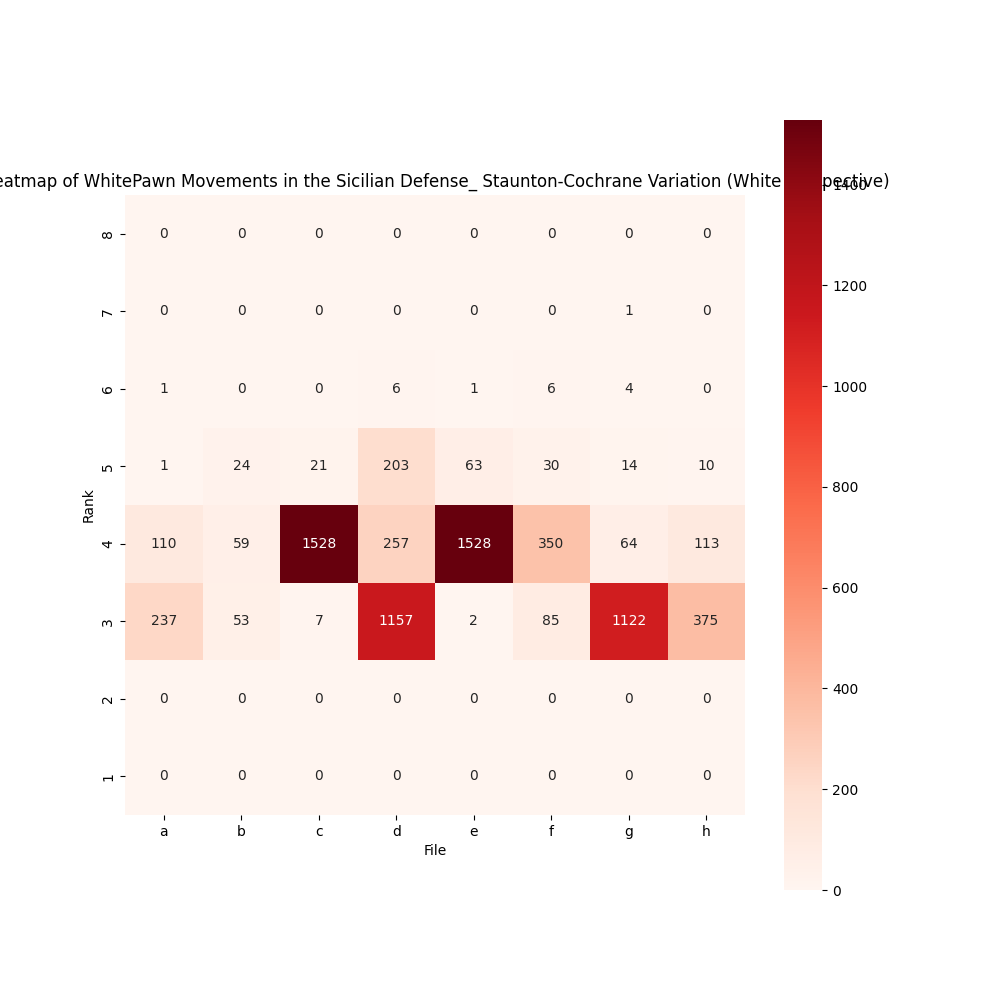 eatmap of WhitePawn Movements in the Sicilian Defense_ Staunton-Cochrane Variation (White pective)
1400
8 0 0 0 0 0 0 0 0
7 0 0 0 0 0 0 1 0
6 1 0 0 6 1 6 4 0
5 1 24 21 203 63 30 14 10
4 110 59 1528 257 1528 350 64 113
3 237 53 7 1157 2 85 1122 375
2 0 0 0 0 0 0 0 0
1 0 0 0 0 0 0 0 0
a b c d e f g h
File
Rank
1200
1000
800
600
400
200
0